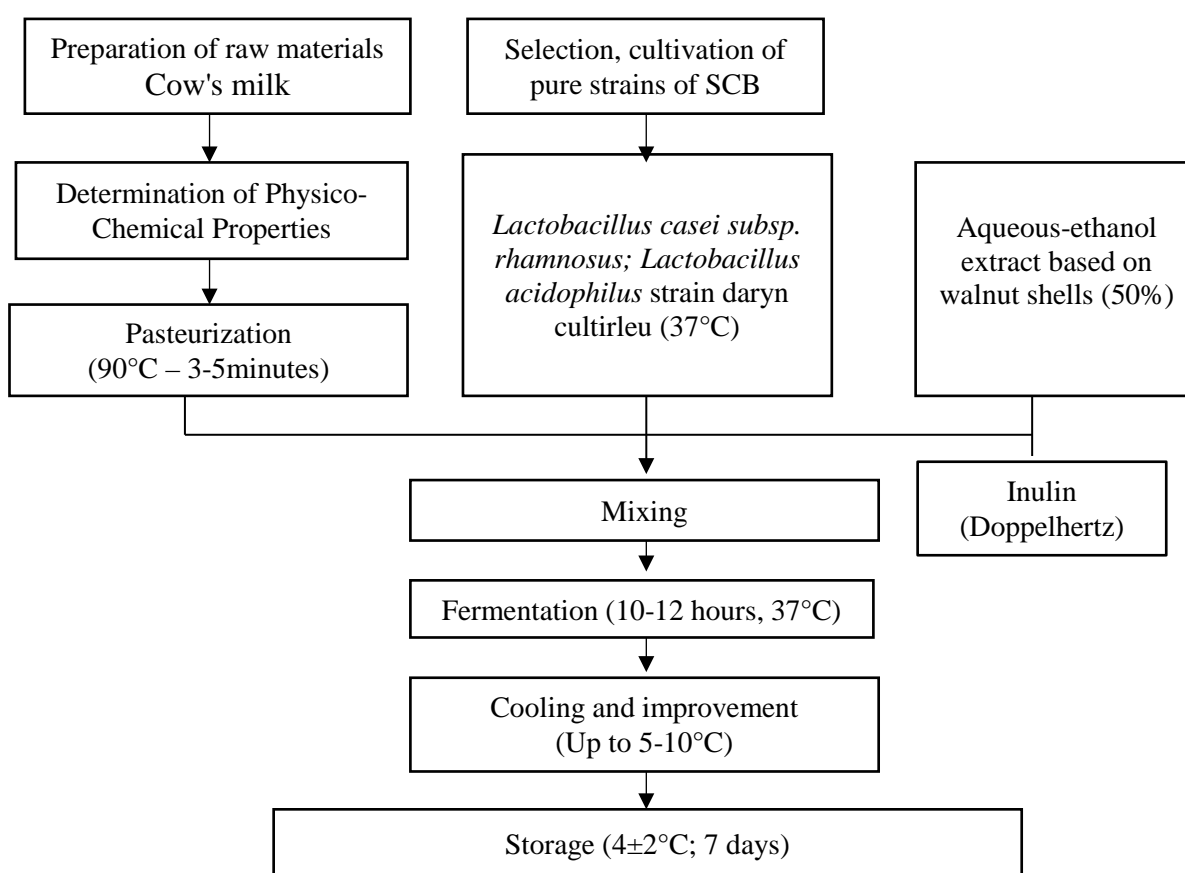 Preparation of raw materials
Cow's milk
Selection, cultivation of
pure strains of SCB
Determination of Physico-
Chemical Properties
Lactobacillus casei subsp.
rhamnosus; Lactobacillus
acidophilus strain daryn
cultirleu (37°C)
Aqueous-ethanol
extract based on
walnut shells (50%)
Pasteurization
(90°C – 3-5minutes)
Inulin
(Doppelhertz)
Mixing
Fermentation (10-12 hours, 37°C)
Cooling and improvement
(Up to 5-10°C)
Storage (4±2°C; 7 days)